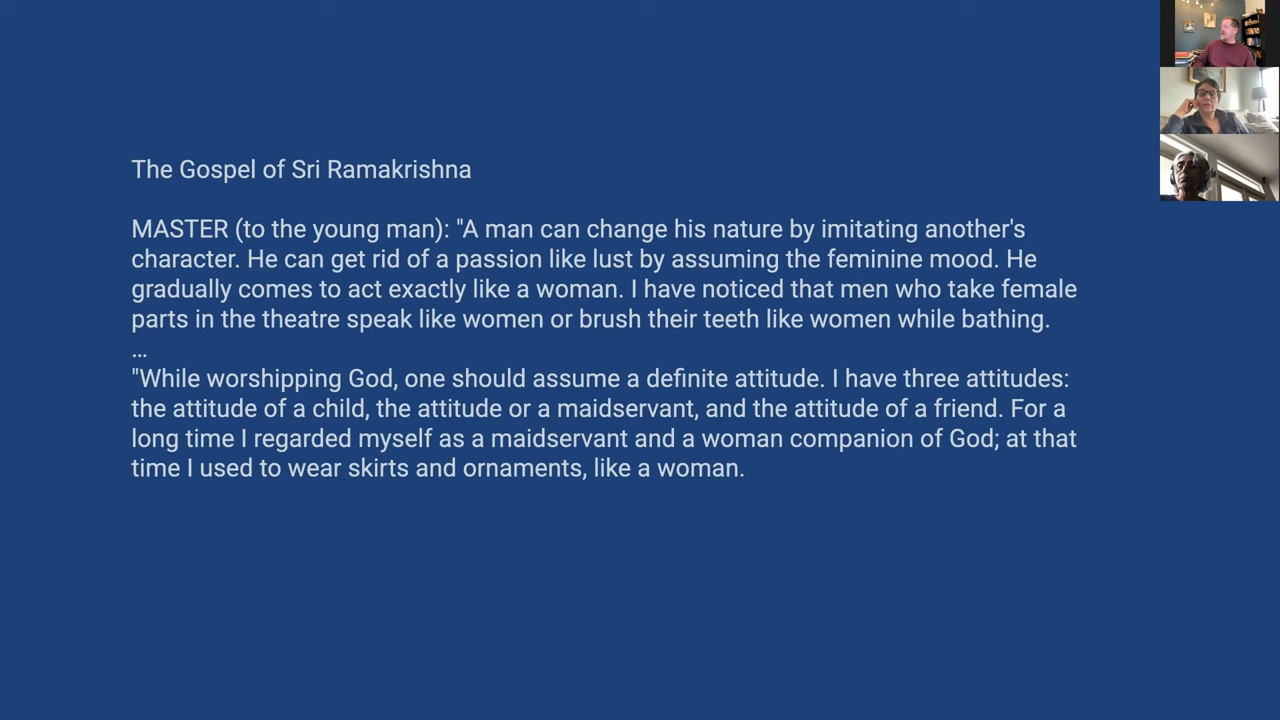 The Gospel of Sri Ramakrishna
MASTER (to the young man): "A man can change his nature by imitating another's
character. He can get rid of a passion like lust by assuming the feminine mood. He
gradually comes to act exactly like a woman. I have noticed that men who take female
parts in the theatre speak like women or brush their teeth like women while bathing.
...
"While worshipping God, one should assume a definite attitude. I have three attitudes:
the attitude of a child, the attitude or a maidservant, and the attitude of a friend. For a
long time I regarded myself as a maidservant and a woman companion of God; at that
time I used to wear skirts and ornaments, like a woman.